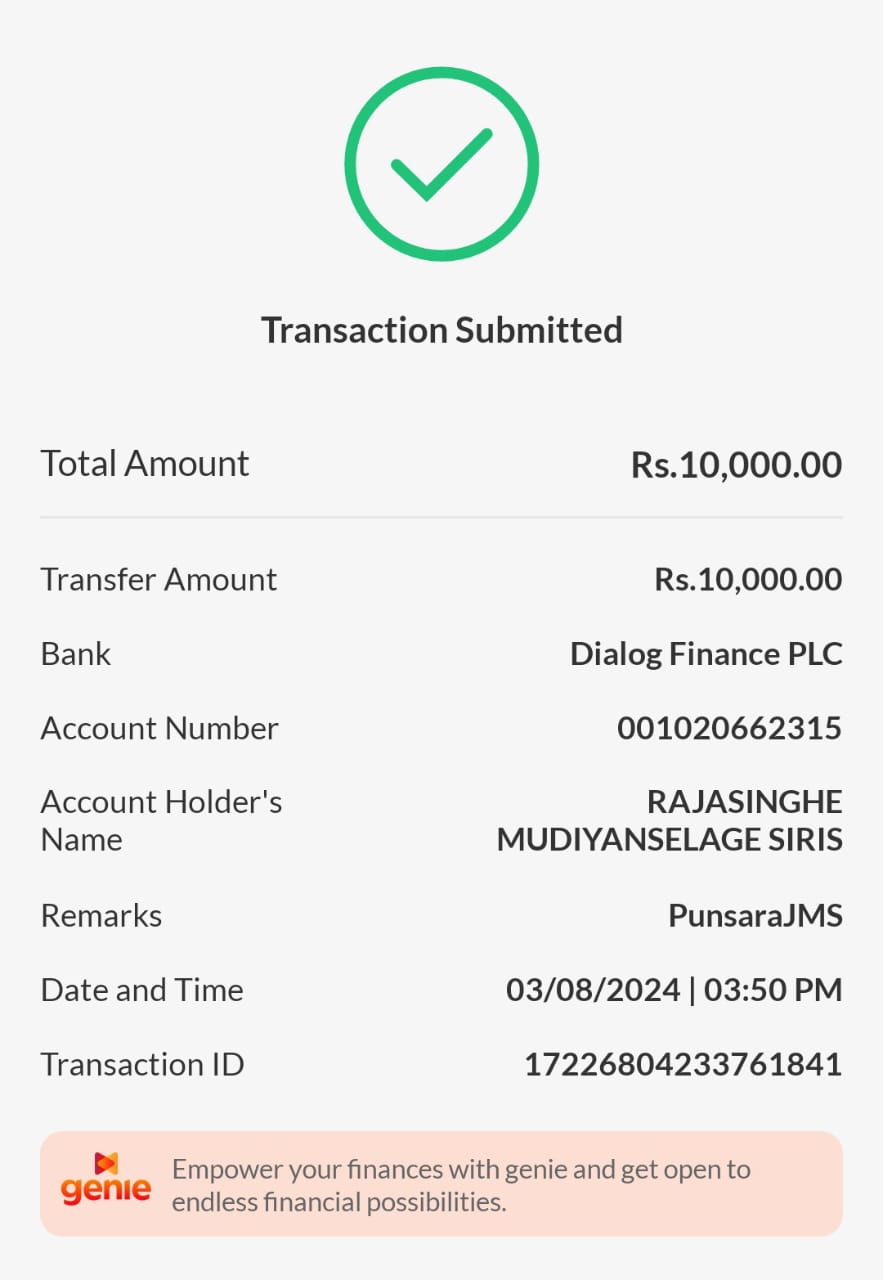 Transaction Submitted
Total Amount Rs.10,000.00
Transfer Amount Rs.10,000.00
Bank Dialog Finance PLC
Account Number 001020662315
Account Holder's RAJASINGHE
Name MUDIYANSELAGE SIRIS
Remarks PunsaraJMS
Date and Time 03/08/2024 | 03:50 PM
Transaction ID 17226804233761841
genie Empower your finances with genie and get open to
endless financial possibilities.